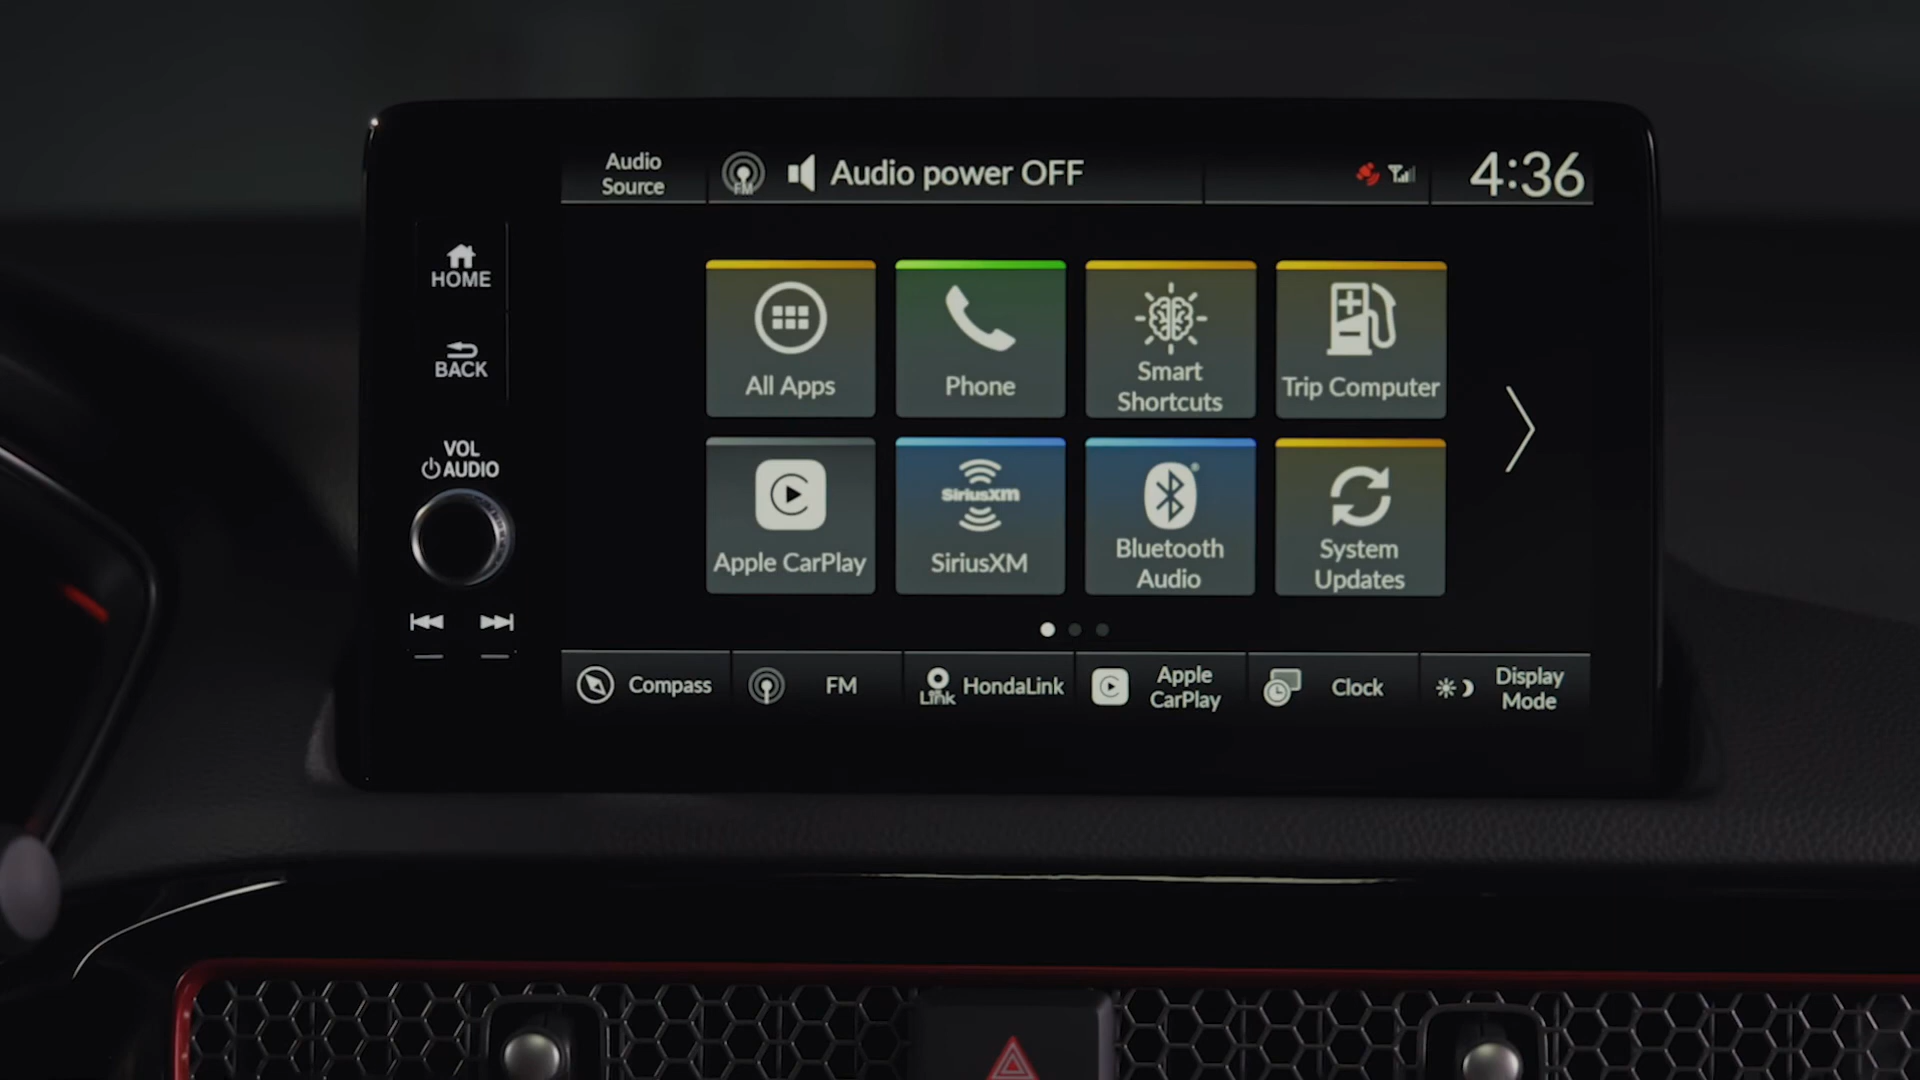 Audio
Source
FM
Audio power OFF
4:36
HOME
BACK
VOL
AUDIO
All Apps
Phone
Smart
Shortcuts
Trip Computer
Apple CarPlay
SiriusXM
SiriusXM
Bluetooth
Audio
System
Updates
Compass
FM
Link
HondaLink
Apple
CarPlay
Clock
Display
Mode